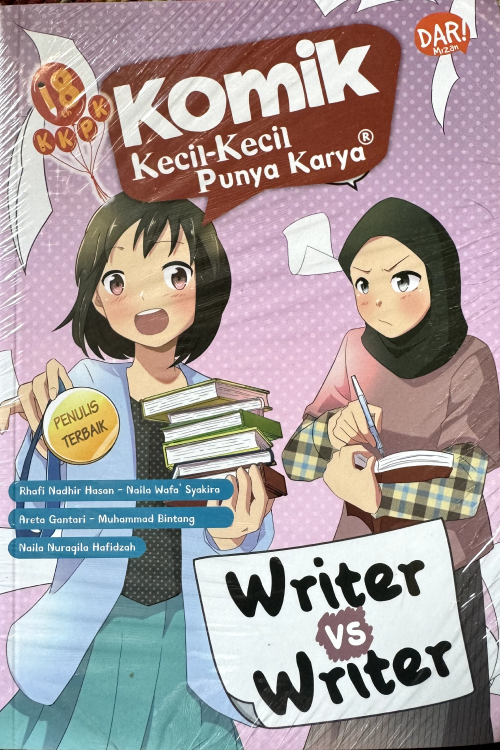 DAR!
Mizan
18
th
KKPK
Komik
Kecil-Kecil
Punya Karya®
PENULIS
TERBAIK
Rhafi Nadhir Hasan - Naila Wafa' Syakira
Areta Gantari - Muhammad Bintang
Naila Nuraqila Hafidzah
Writer
VS
Writer